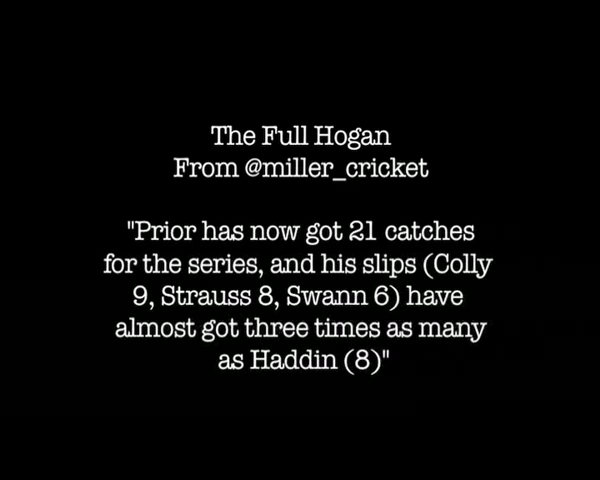 The Full Hogan
From @miller_cricket
"Prior has now got 21 catches
for the series, and his slips (Colly
9, Strauss 8, Swann 6) have
almost got three times as many
as Haddin (8)"